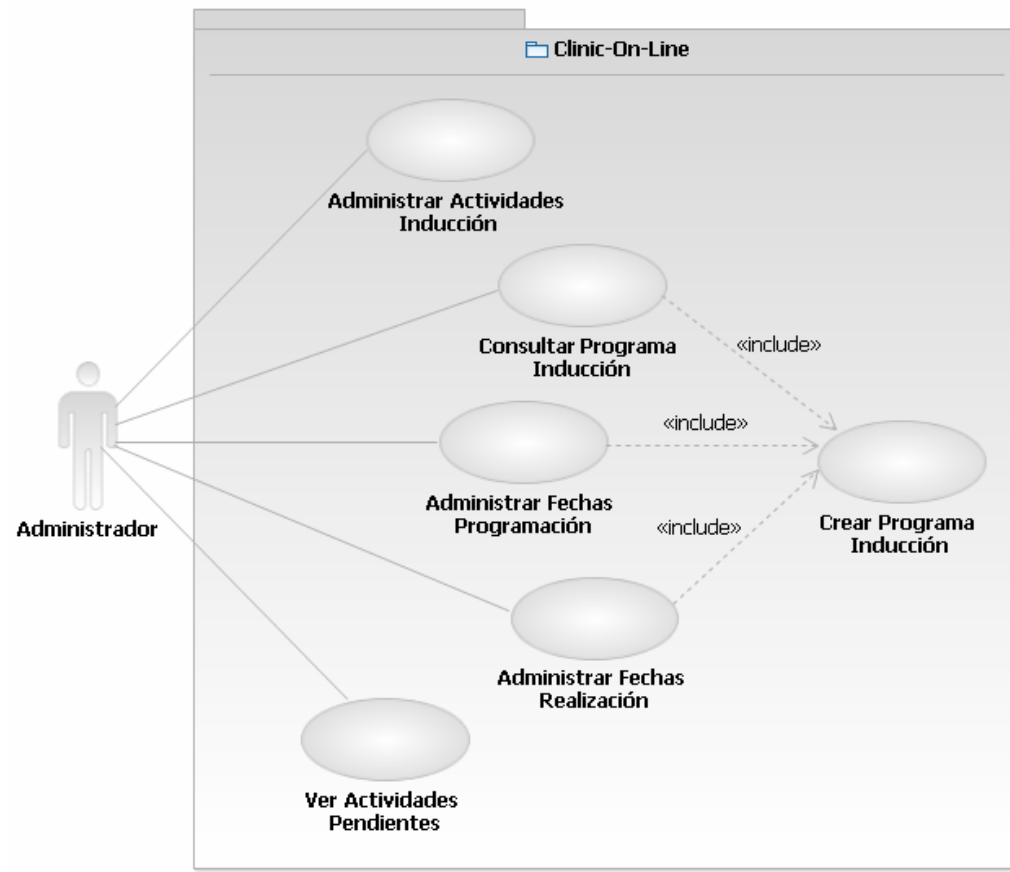 Clinic-On-Line
Administrar Actividades
Inducción
Consultar Programa
Inducción
«include»
«include»
Administrar Fechas
Programación
«include»
Crear Programa
Inducción
Administrador
Administrar Fechas
Realización
Ver Actividades
Pendientes